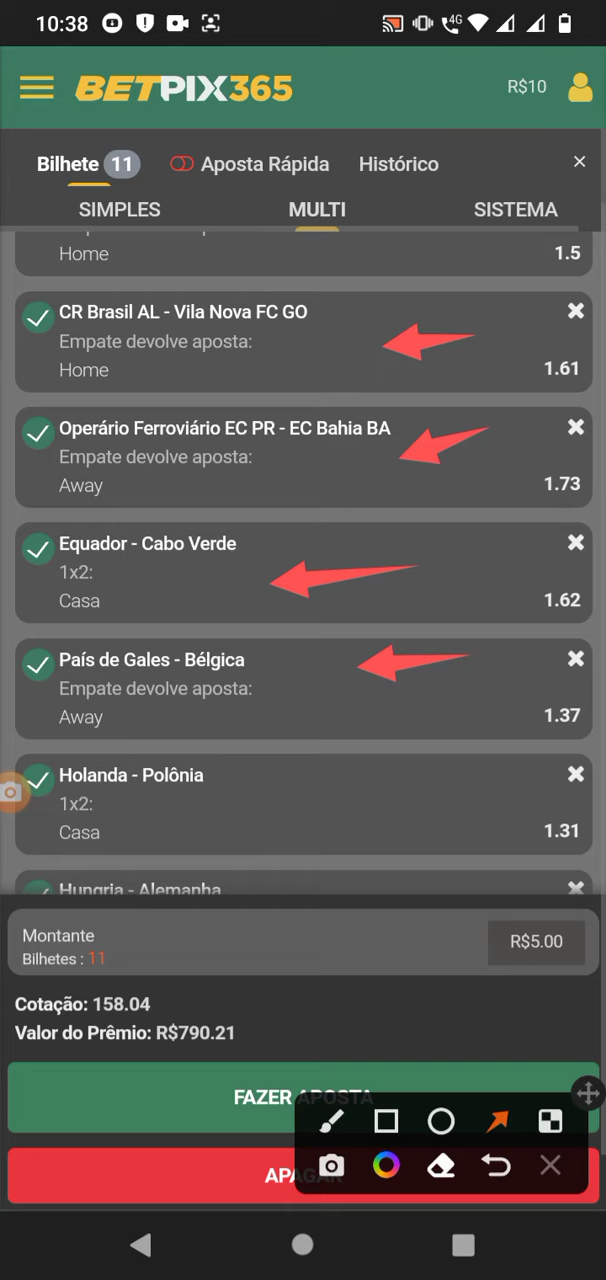 10:38
4G
BETPIX365
R$10
Bilhete 11
Aposta Rápida
Histórico
SIMPLES
MULTI
SISTEMA
Home
1.5
CR Brasil AL - Vila Nova FC GO
Empate devolve aposta:
Home
1.61
Operário Ferroviário EC PR - EC Bahia BA
Empate devolve aposta:
Away
1.73
Equador - Cabo Verde
1x2:
Casa
1.62
País de Gales - Bélgica
Empate devolve aposta:
Away
1.37
Holanda - Polônia
1x2:
Casa
1.31
Hungria - Alemanha
Montante
R$5.00
Bilhetes : 11
Cotação: 158.04
Valor do Prêmio: R$790.21
FAZER APOSTA
APAGAR